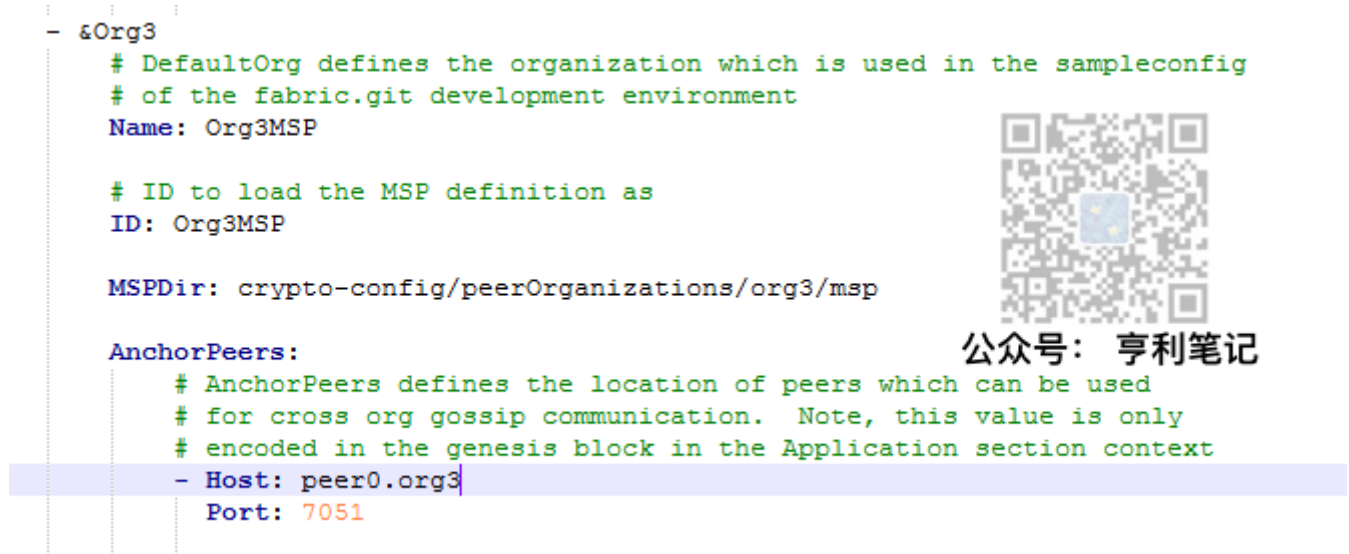 - &Org3
# DefaultOrg defines the organization which is used in the sampleconfig
# of the fabric.git development environment
Name: Org3MSP
# ID to load the MSP definition as
ID: Org3MSP
MSPDir: crypto-config/peerOrganizations/org3/msp
公众号： 亨利笔记
AnchorPeers:
# AnchorPeers defines the location of peers which can be used
# for cross org gossip communication.  Note, this value is only
# encoded in the genesis block in the Application section context
- Host: peer0.org3
Port: 7051